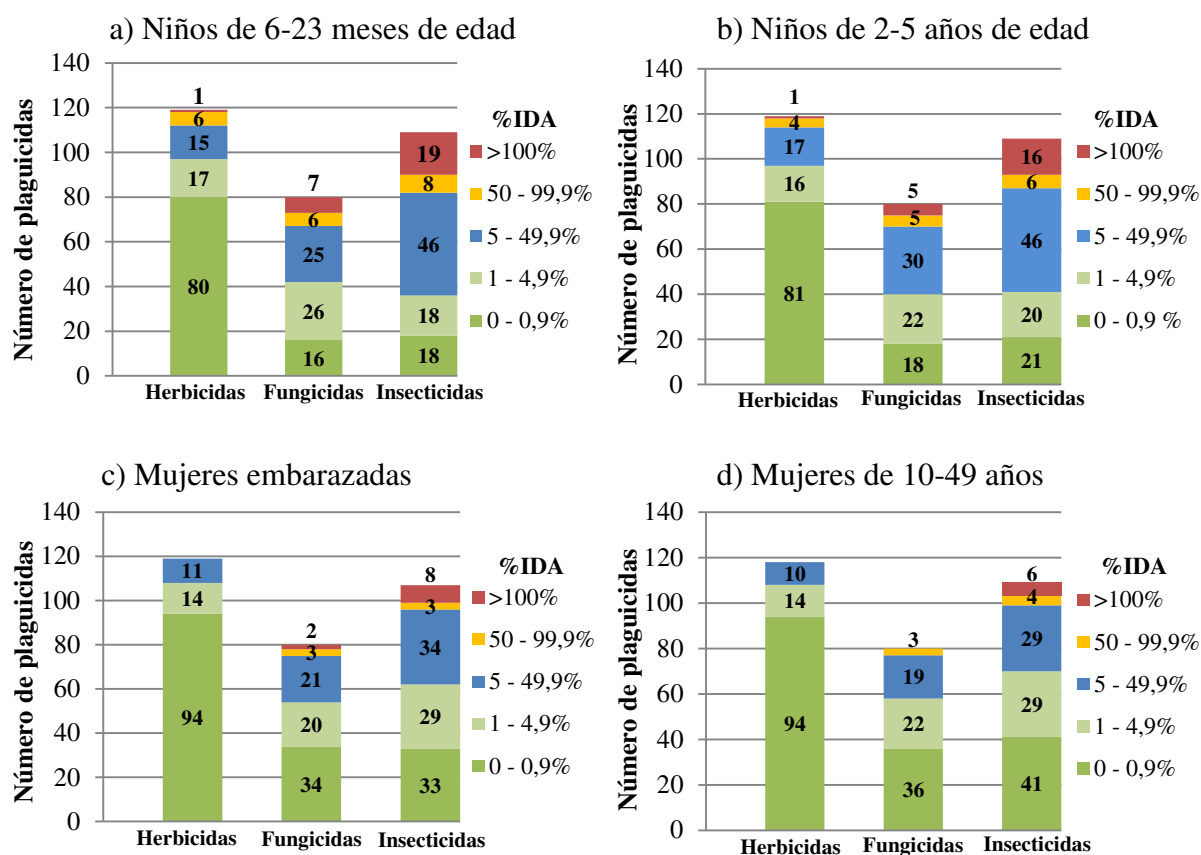 a) Niños de 6-23 meses de edad
Número de plaguicidas
140
120
100
80
60
40
20
0
1
6
15
17
80
7
6
25
26
16
19
8
46
18
18
Herbicidas Fungicidas Insecticidas
%IDA
>100%
50 - 99,9%
5 - 49,9%
1 - 4,9%
0 - 0,9%
b) Niños de 2-5 años de edad
Número de plaguicidas
140
120
100
80
60
40
20
0
1
4
17
16
81
5
5
30
22
18
16
6
46
20
21
Herbicidas Fungicidas Insecticidas
%IDA
>100%
50 - 99,9%
5 - 49,9%
1 - 4,9%
0 - 0,9 %
c) Mujeres embarazadas
Número de plaguicidas
140
120
100
80
60
40
20
0
11
14
94
2
3
21
20
34
8
3
34
29
33
Herbicidas Fungicidas Insecticidas
%IDA
>100%
50 - 99,9%
5 - 49,9%
1 - 4,9%
0 - 0,9%
d) Mujeres de 10-49 años
Número de plaguicidas
140
120
100
80
60
40
20
0
10
14
94
3
19
22
36
6
4
29
29
41
Herbicidas Fungicidas Insecticidas
%IDA
>100%
50 - 99,9%
5 - 49,9%
1 - 4,9%
0 - 0,9%